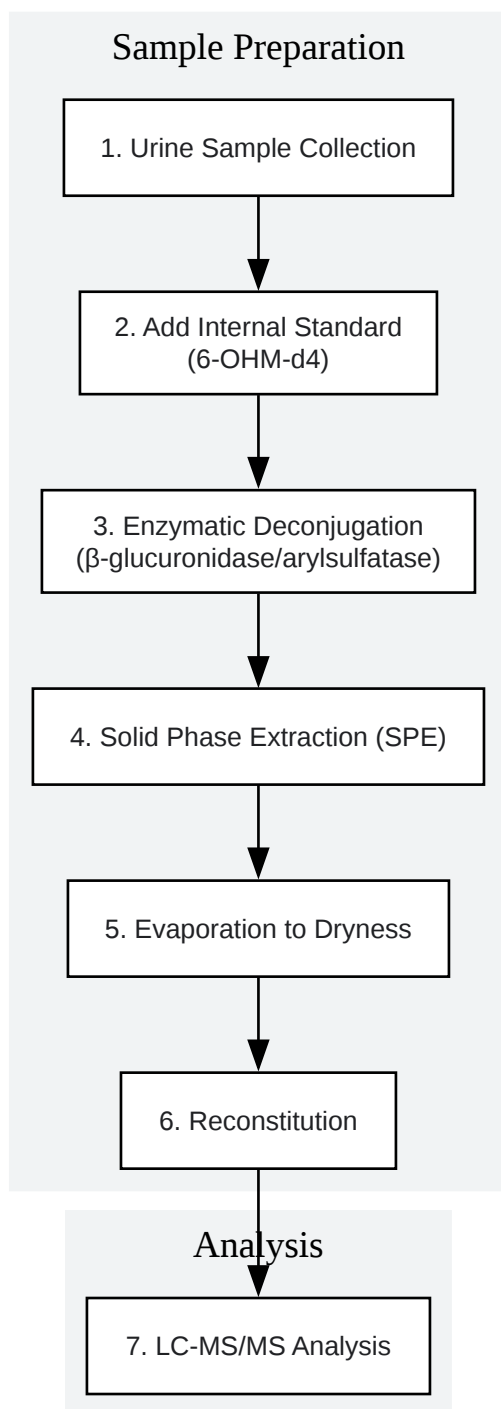 Sample Preparation
1. Urine Sample Collection
2. Add Internal Standard
(6-OHM-d4)
3. Enzymatic Deconjugation
(β-glucuronidase/arylsulfatase)
4. Solid Phase Extraction (SPE)
5. Evaporation to Dryness
6. Reconstitution
Analysis
7. LC-MS/MS Analysis